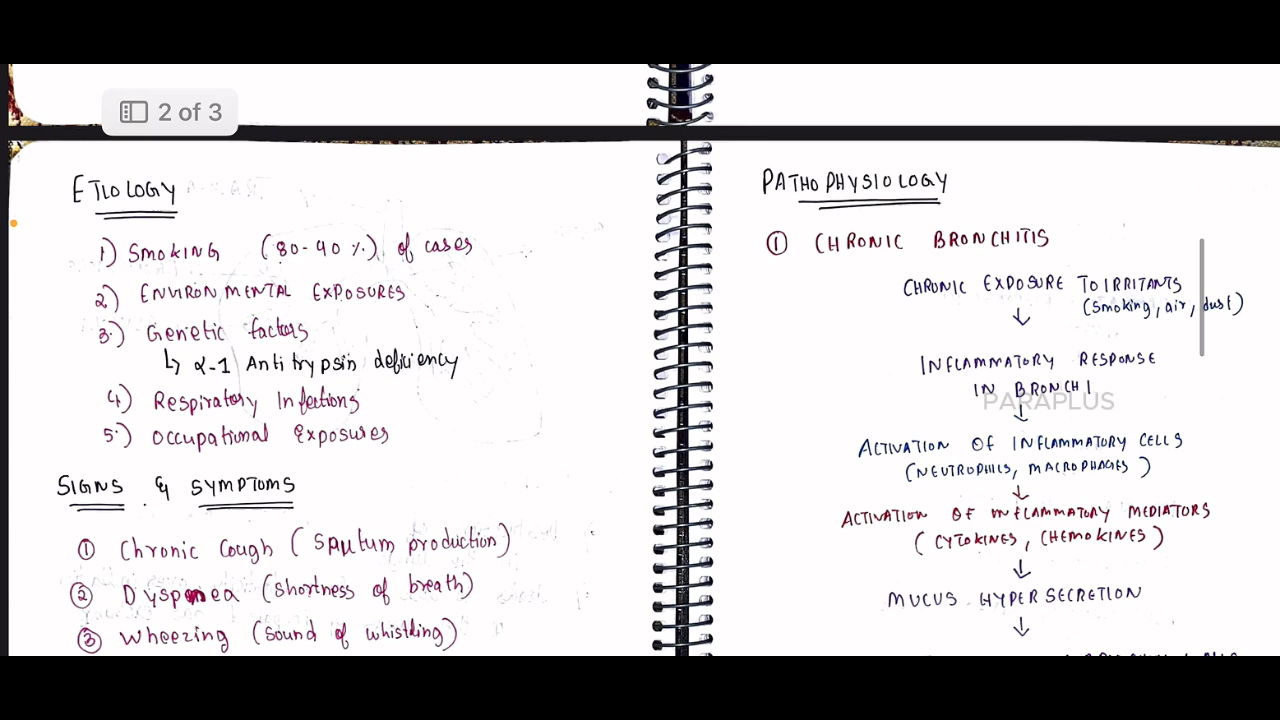 2 of 3
ETIOLOGY
1) SMOKING (80-90 %) of cases
2) ENVIRONMENTAL EXPOSURES
3.) Genetic factors
↳ α-1 Anti trypsin deficiency
4) Respiratory Infections
5.) Occupational Exposures
SIGNS & SYMPTOMS
① Chronic Cough (Sputum production)
② Dyspnea (shortness of breath)
③ Wheezing (sound of whistling)
PATHOPHYSIOLOGY
① CHRONIC BRONCHITIS
CHRONIC EXPOSURE TO IRRITANTS
(Smoking, air, dust)
↓
INFLAMMATORY RESPONSE
IN BRONCHI
PARAPLUS
↓
ACTIVATION OF INFLAMMATORY CELLS
(NEUTROPHILS, MACROPHAGES)
↓
ACTIVATION OF INFLAMMATORY MEDIATORS
(CYTOKINES, CHEMOKINES)
↓
MUCUS HYPERSECRETION
↓